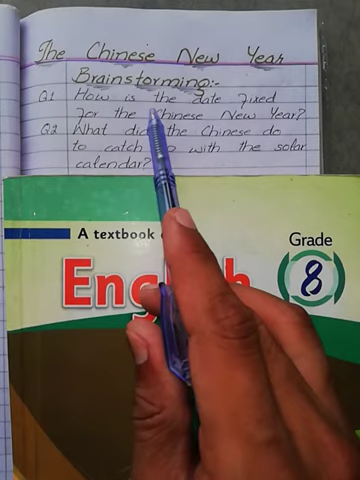 The Chinese New Year
Brainstorming:-
Q1 How is the date fixed
for the Chinese New Year?
Q2 What did the Chinese do
to catch up with the solar
calendar?
A textbook
Grade
English
8